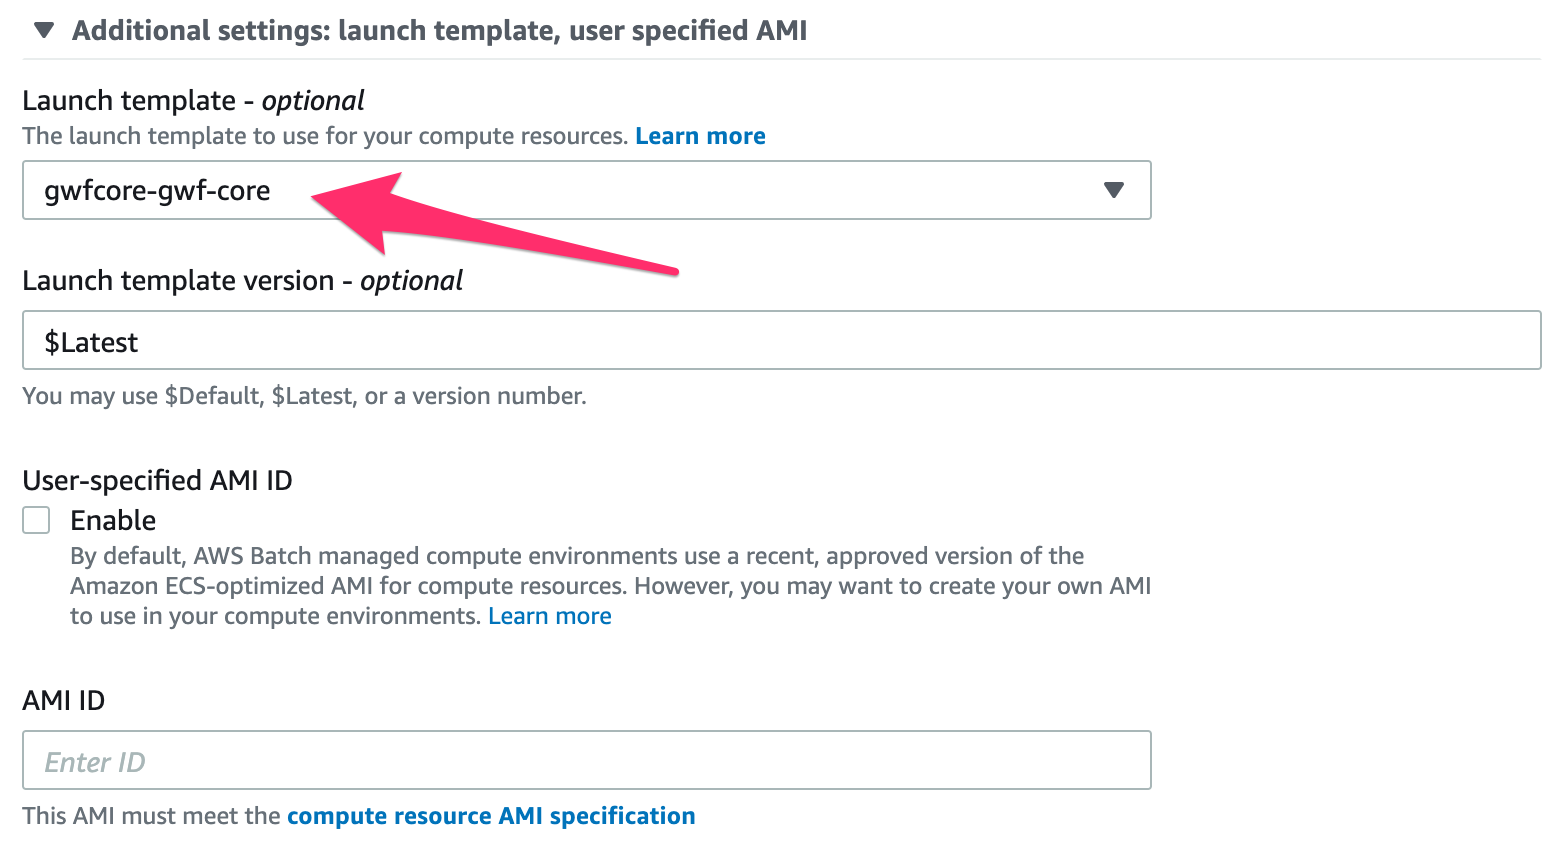 Additional settings: launch template, user specified AMI
Launch template - optional
The launch template to use for your compute resources. Learn more
gwfcore-gwf-core
Launch template version - optional
$Latest
You may use $Default, $Latest, or a version number.
User-specified AMI ID
Enable
By default, AWS Batch managed compute environments use a recent, approved version of the
Amazon ECS-optimized AMI for compute resources. However, you may want to create your own AMI
to use in your compute environments. Learn more
AMI ID
Enter ID
This AMI must meet the compute resource AMI specification